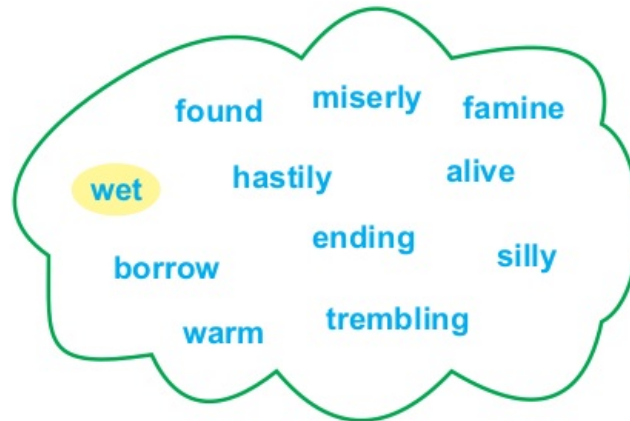 found
miserly
famine
wet
hastily
alive
ending
borrow
silly
warm
trembling